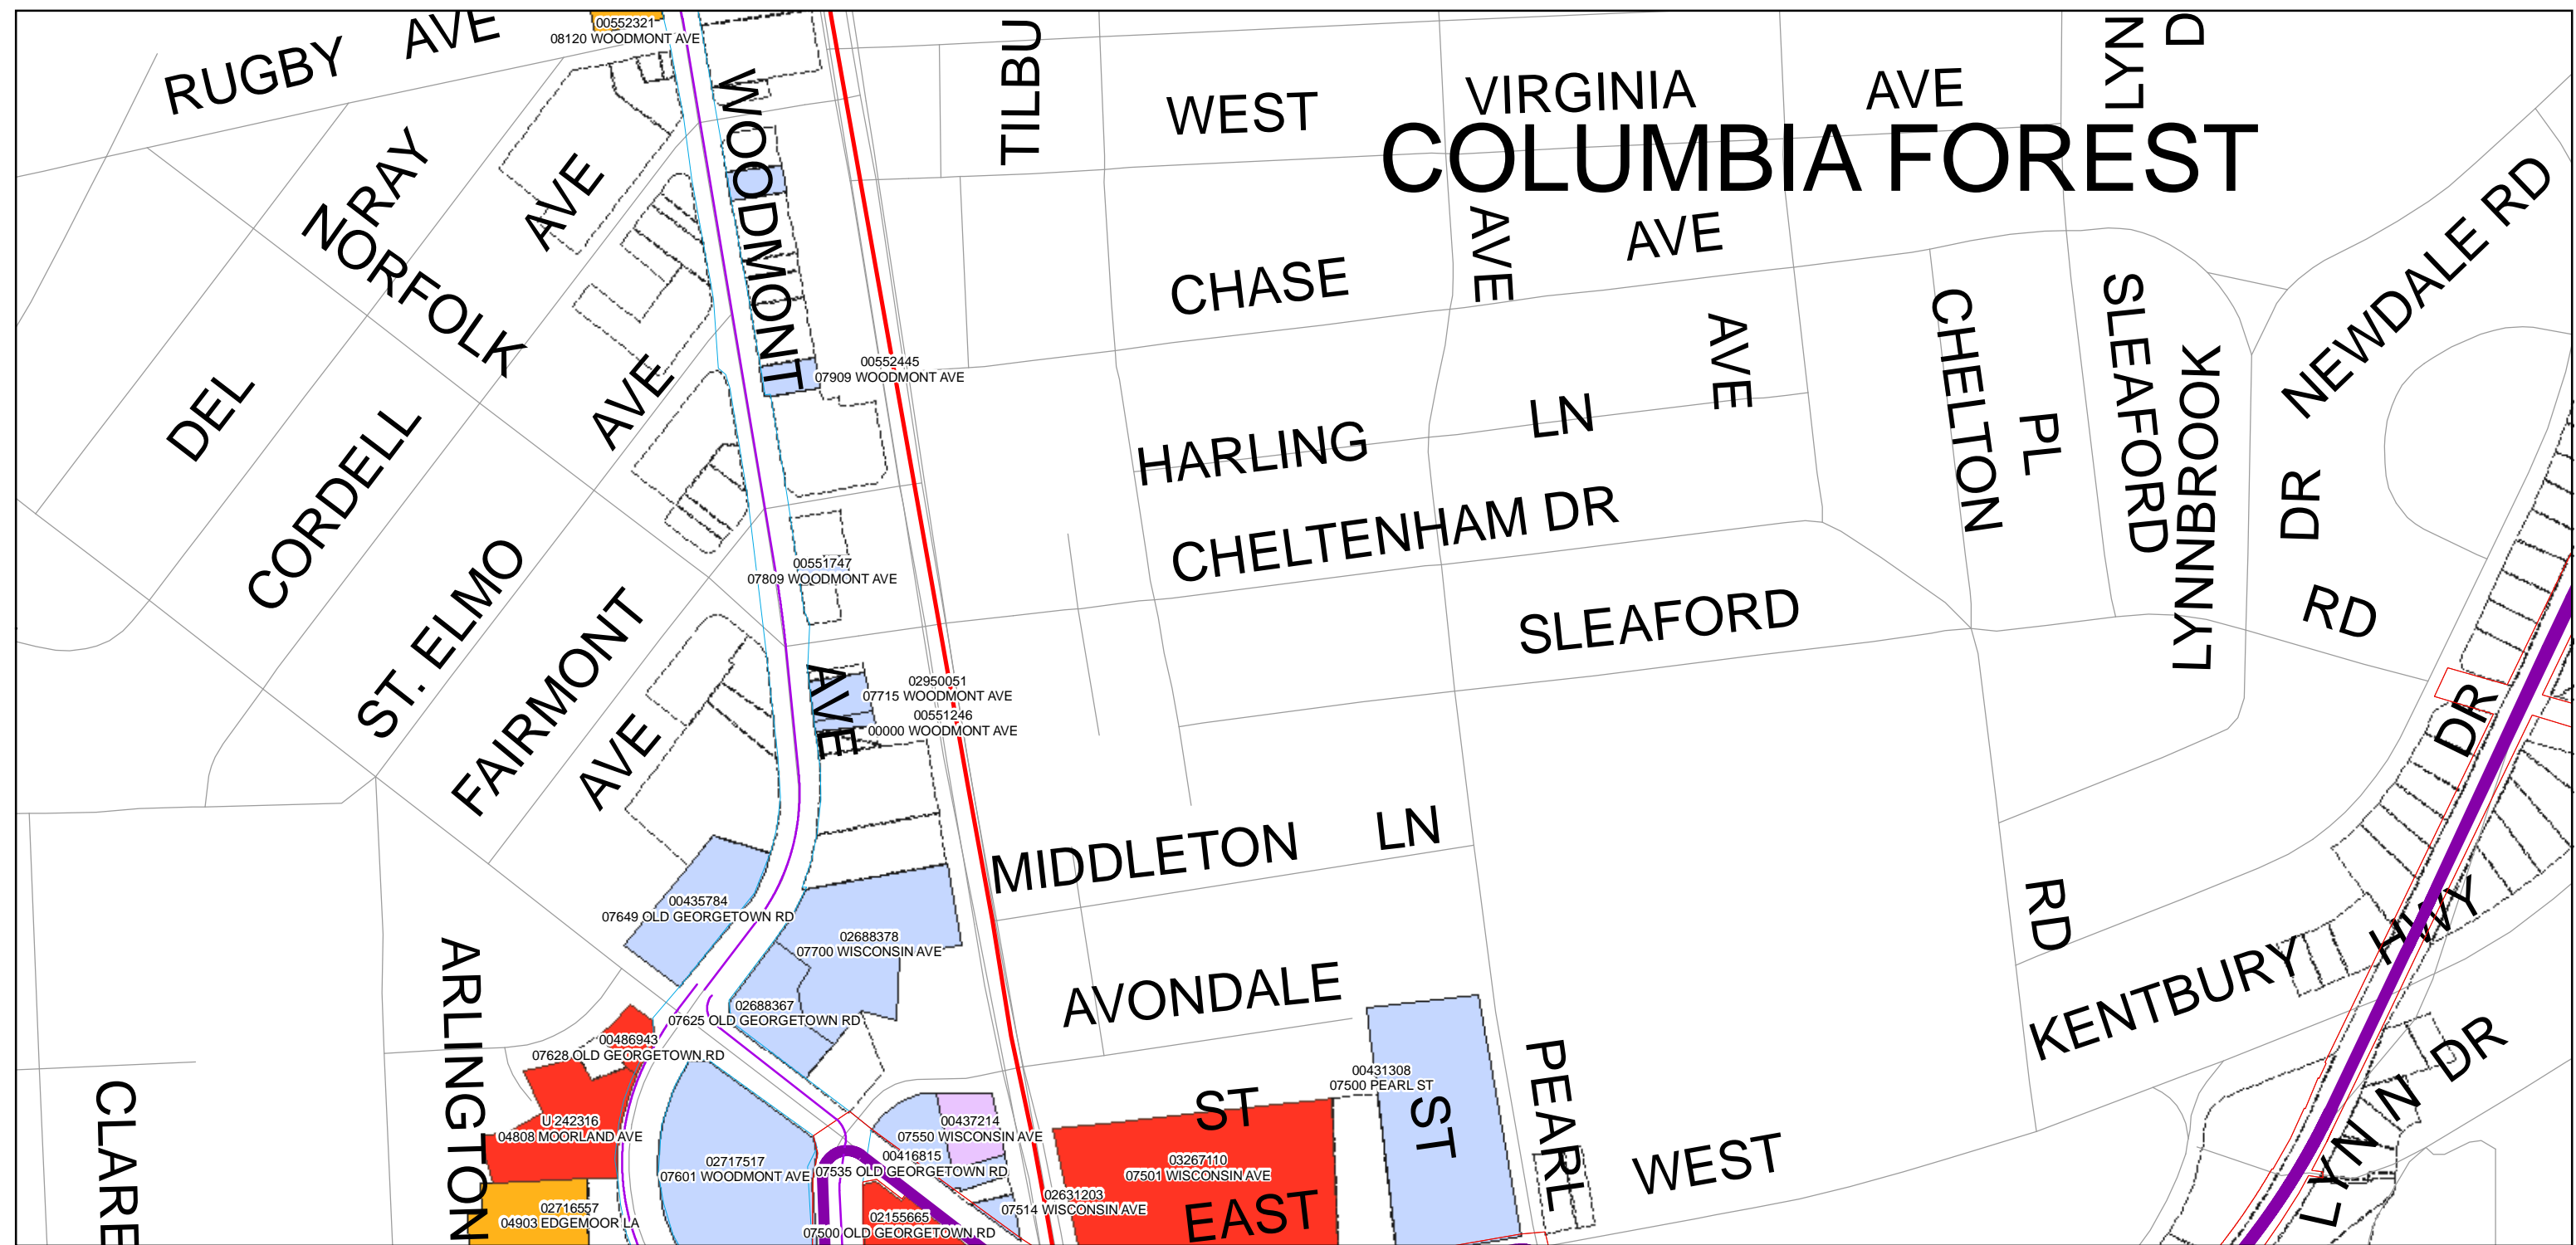 00552321
08120 WOODMONT AVE
RUGBY AVE
TILBU
WEST VIRGINIA AVE
LYN
D
COLUMBIA FOREST
N
RAY
AVE
NORFOLK
WOODMONT
CHASE AVE
AVE
NEWDALE RD
DEL
CORDELL
AVE
00552445
07909 WOODMONT AVE
HARLING LN
AVE
CHELTON
PL
SLEAFORD
LYNNBROOK
DR
CHELTENHAM DR
ST. ELMO
FAIRMONT
AVE
00551747
07809 WOODMONT AVE
SLEAFORD
RD
AVE
02950051
07715 WOODMONT AVE
00551246
00000 WOODMONT AVE
DR
MIDDLETON LN
00435784
07649 OLD GEORGETOWN RD
02688378
07700 WISCONSIN AVE
RD
HWY
KENTBURY
DR
ARLINGTON
AVONDALE
ST
02688367
07625 OLD GEORGETOWN RD
00486943
07628 OLD GEORGETOWN RD
00431308
07500 PEARL ST
ST
PEARL
CLARE
U 242316
04808 MOORLAND AVE
00437214
07550 WISCONSIN AVE
00416815
07535 OLD GEORGETOWN RD
02717517
07601 WOODMONT AVE
03267110
07501 WISCONSIN AVE
WEST
LYNN
02716557
04903 EDGEMOOR LA
02631203
07514 WISCONSIN AVE
02155665
07500 OLD GEORGETOWN RD
EAST